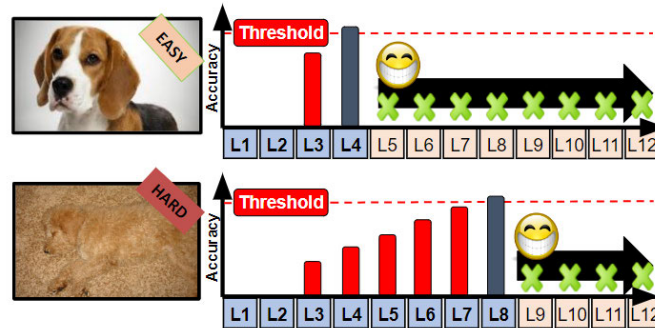 EASY
Threshold
Accuracy
L1 L2 L3 L4 L5 L6 L7 L8 L9 L10 L11 L12
HARD
Threshold
Accuracy
L1 L2 L3 L4 L5 L6 L7 L8 L9 L10 L11 L12